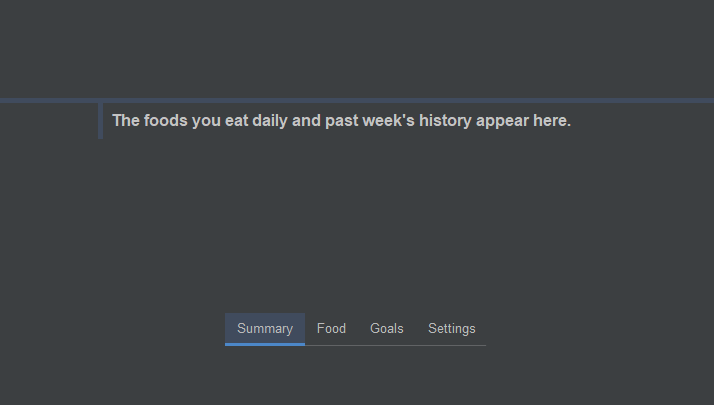 The foods you eat daily and past week's history appear here.
Summary Food Goals Settings